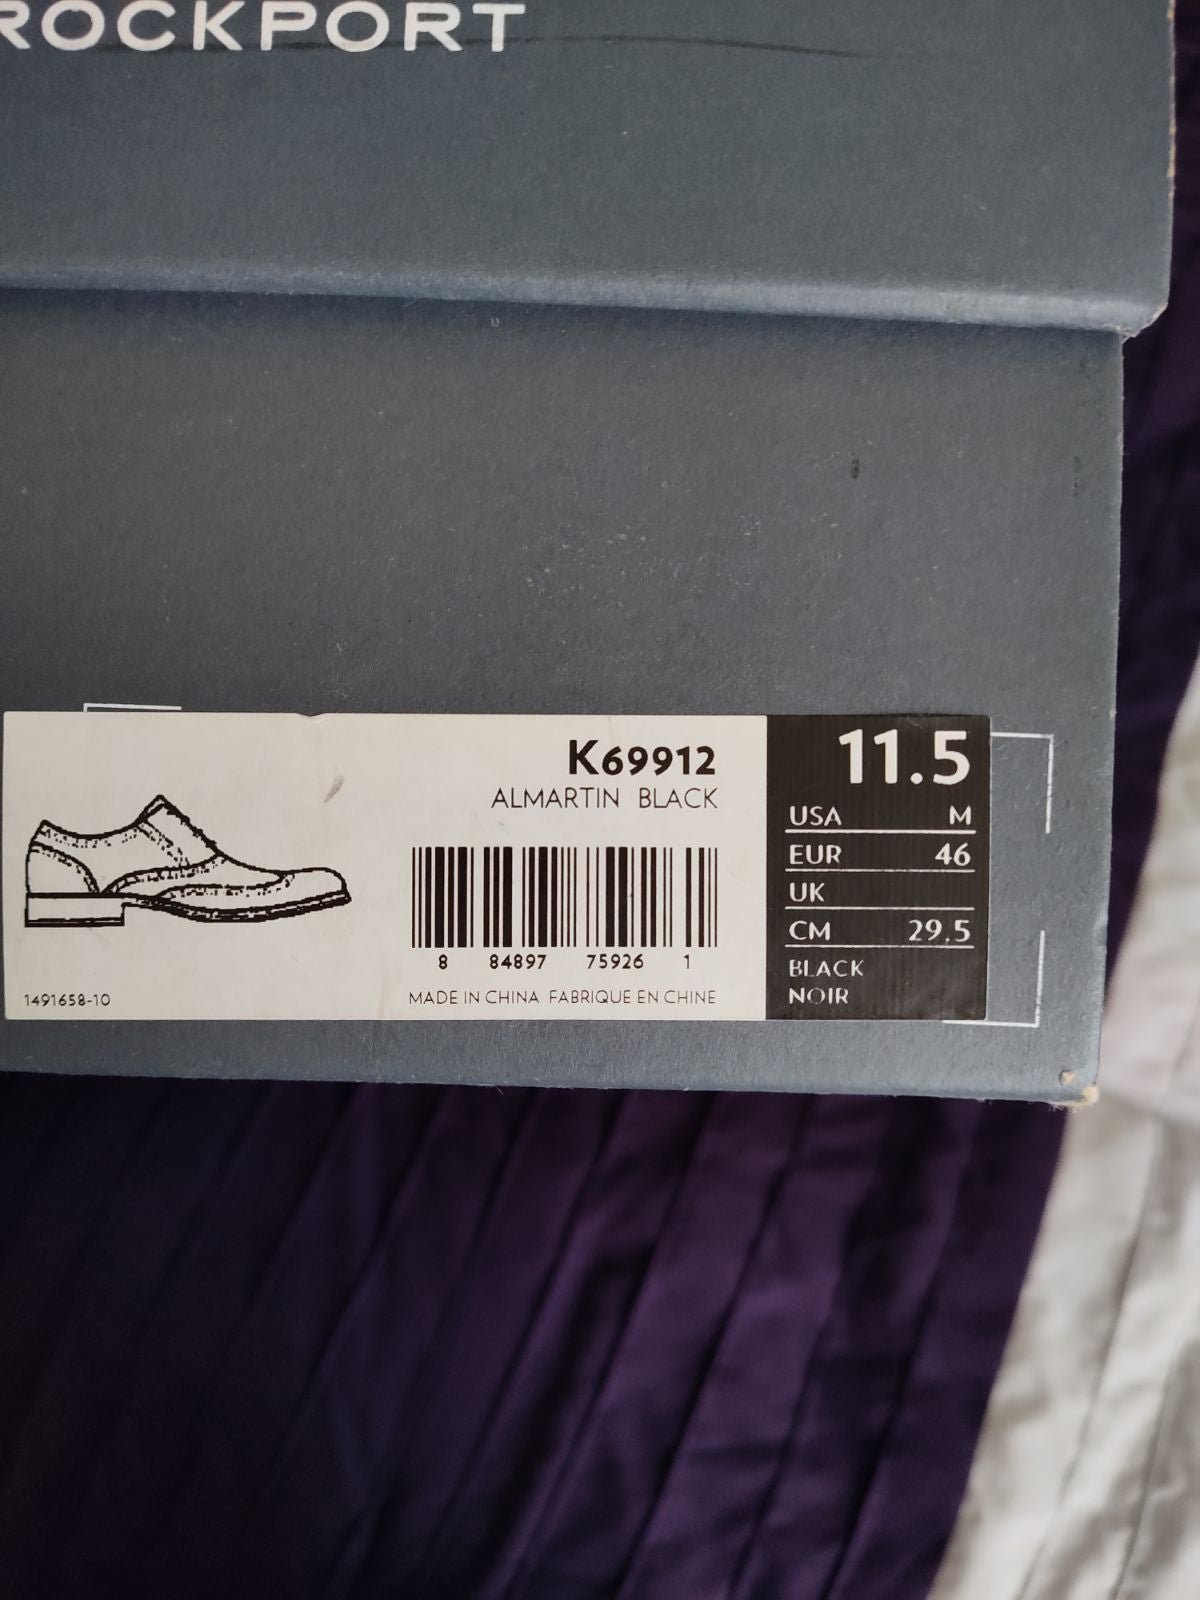 ROCKPORT
K69912
ALMARTIN BLACK
8 84897 75926 1
1491658-10
MADE IN CHINA FABRIQUE EN CHINE
11.5
USA M
EUR 46
UK
CM 29.5
BLACK
NOIR